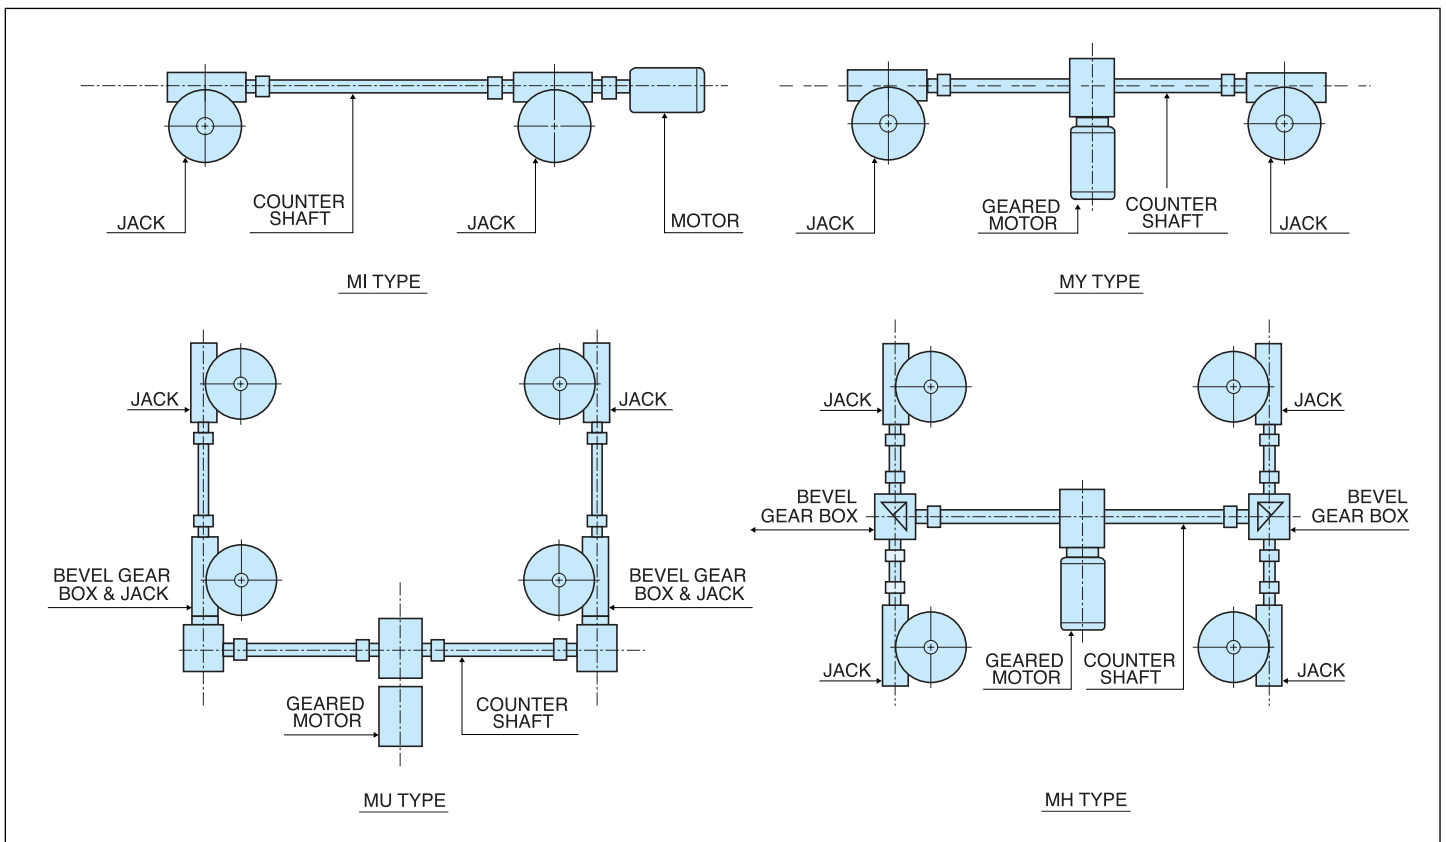 JACK
COUNTER
SHAFT
JACK
MOTOR
MI TYPE
JACK
GEARED
MOTOR
COUNTER
SHAFT
JACK
MY TYPE
JACK
JACK
BEVEL GEAR
BOX & JACK
BEVEL GEAR
BOX & JACK
GEARED
MOTOR
COUNTER
SHAFT
MU TYPE
JACK
JACK
BEVEL
GEAR BOX
BEVEL
GEAR BOX
JACK
GEARED
MOTOR
COUNTER
SHAFT
JACK
MH TYPE